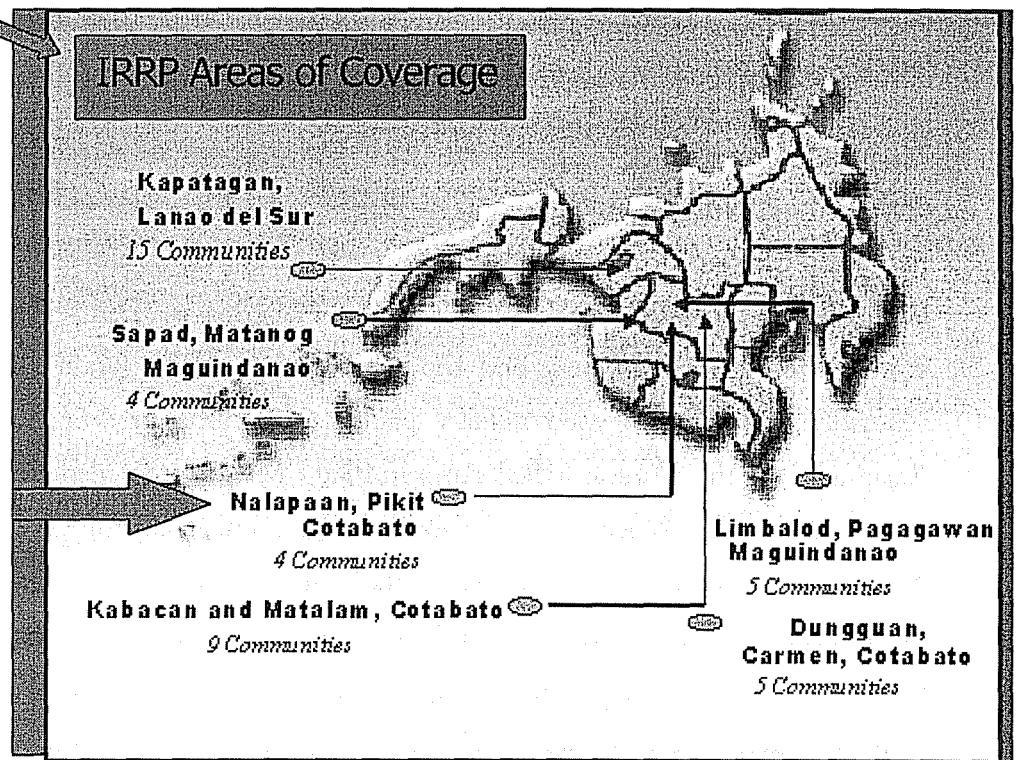 IRRP Areas of Coverage
Kapatagan,
Lanao del Sur
15 Communities
Sapad, Matanog
Maguindanao
4 Communities
Nalapaan, Pikit
Cotabato
4 Communities
Limbalod, Pagagawan
Maguindanao
5 Communities
Kabacan and Matalam, Cotabato
9 Communities
Dungguan,
Carmen, Cotabato
5 Communities